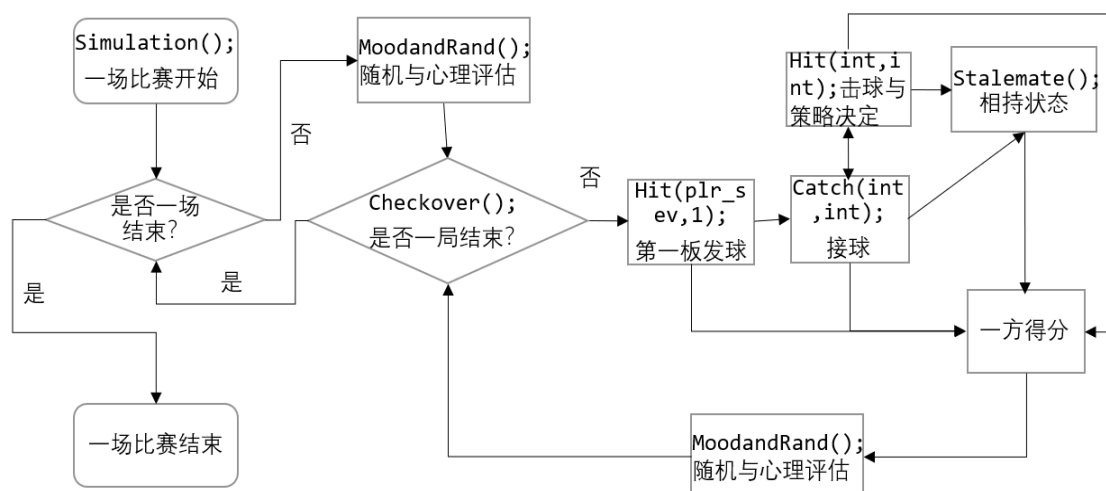 Simulation();
一场比赛开始
否
是否一场
结束?
是
一场比赛结束
MoodandRand();
随机与心理评估
Checkover();
是否一局结束?
是
否
Hit(plr_s
ev,1);
第一板发球
Hit(int,i
nt);击球与
策略决定
Catch(int
,int);
接球
Stalemate();
相持状态
一方得分
MoodandRand();
随机与心理评估